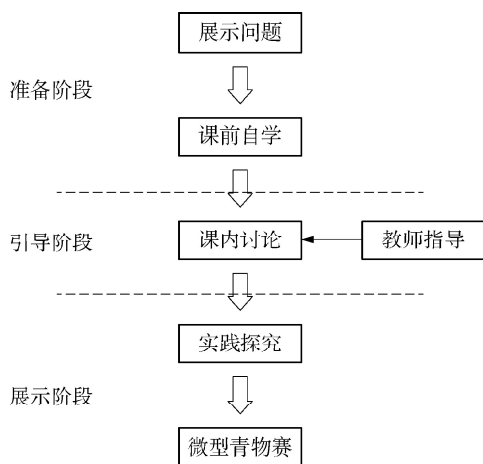 展示问题
准备阶段
课前自学
引导阶段
课内讨论
教师指导
实践探究
展示阶段
微型青物赛